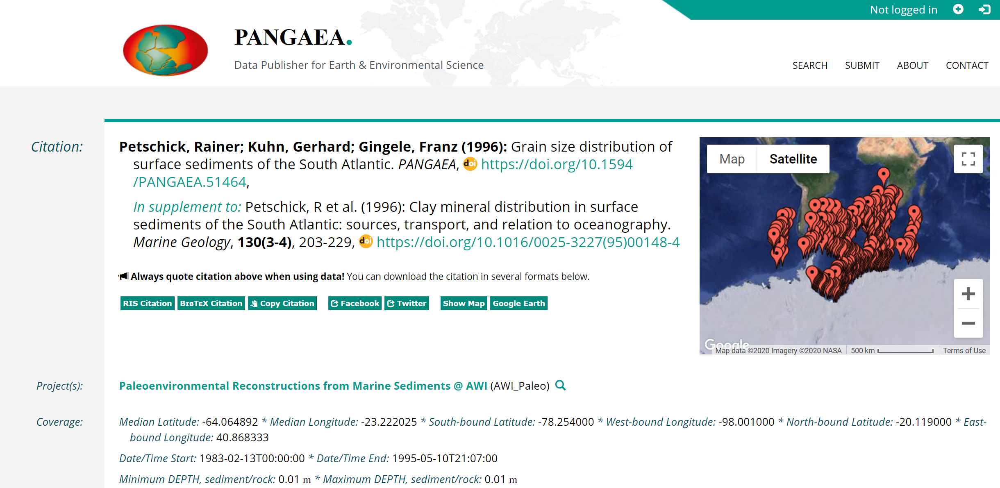 Not logged in
PANGAEA.
Data Publisher for Earth & Environmental Science
SEARCH SUBMIT ABOUT CONTACT
Citation:
Petschick, Rainer; Kuhn, Gerhard; Gingele, Franz (1996): Grain size distribution of
surface sediments of the South Atlantic. PANGAEA, doi https://doi.org/10.1594
/PANGAEA.51464,
In supplement to: Petschick, R et al. (1996): Clay mineral distribution in surface
sediments of the South Atlantic: sources, transport, and relation to oceanography.
Marine Geology, 130(3-4), 203-229, doi https://doi.org/10.1016/0025-3227(95)00148-4
Always quote citation above when using data! You can download the citation in several formats below.
RIS Citation BIBTEX Citation Copy Citation Facebook Twitter Show Map Google Earth
Map Satellite
Google
Map data ©2020 Imagery ©2020 NASA 500 km Terms of Use
Project(s):
Paleoenvironmental Reconstructions from Marine Sediments @ AWI (AWI_Paleo)
Coverage:
Median Latitude: -64.064892 * Median Longitude: -23.222025 * South-bound Latitude: -78.254000 * West-bound Longitude: -98.001000 * North-bound Latitude: -20.119000 * East-
bound Longitude: 40.868333
Date/Time Start: 1983-02-13T00:00:00 * Date/Time End: 1995-05-10T21:07:00
Minimum DEPTH, sediment/rock: 0.01 m * Maximum DEPTH, sediment/rock: 0.01 m